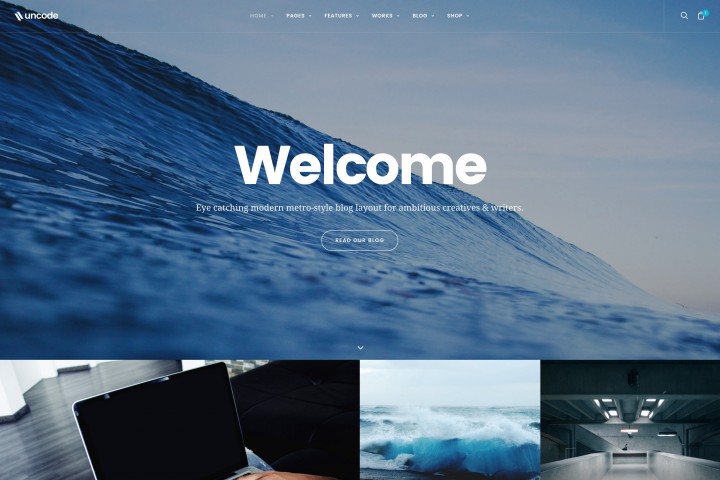 uncode
HOME PAGES FEATURES WORKS BLOG SHOP
Welcome
Eye catching modern metro-style blog layout for ambitious creatives & writers.
READ OUR BLOG